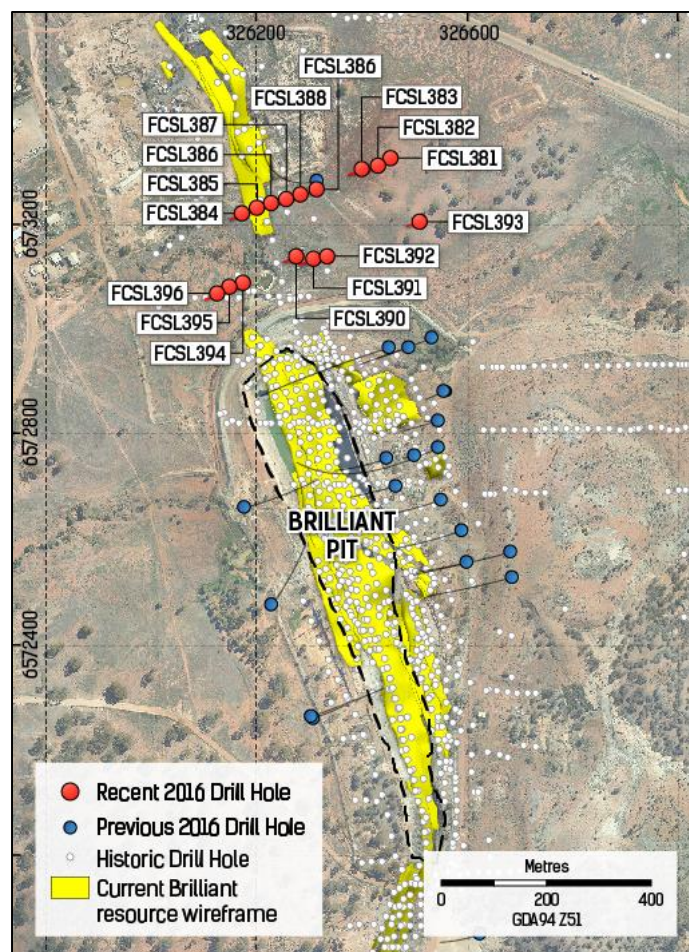 326200
326600
FCSL386
FCSL388
FCSL383
FCSL387
FCSL382
FCSL386
FCSL381
FCSL385
FCSL384
FCSL393
6573200
FCSL392
FCSL396
FCSL391
FCSL395
FCSL390
FCSL394
6572800
BRILLIANT
PIT
6572400
Recent 2016 Drill Hole
Previous 2016 Drill Hole
Historic Drill Hole
Current Brilliant
resource wireframe
Metres
0 200 400
GDA94 Z51